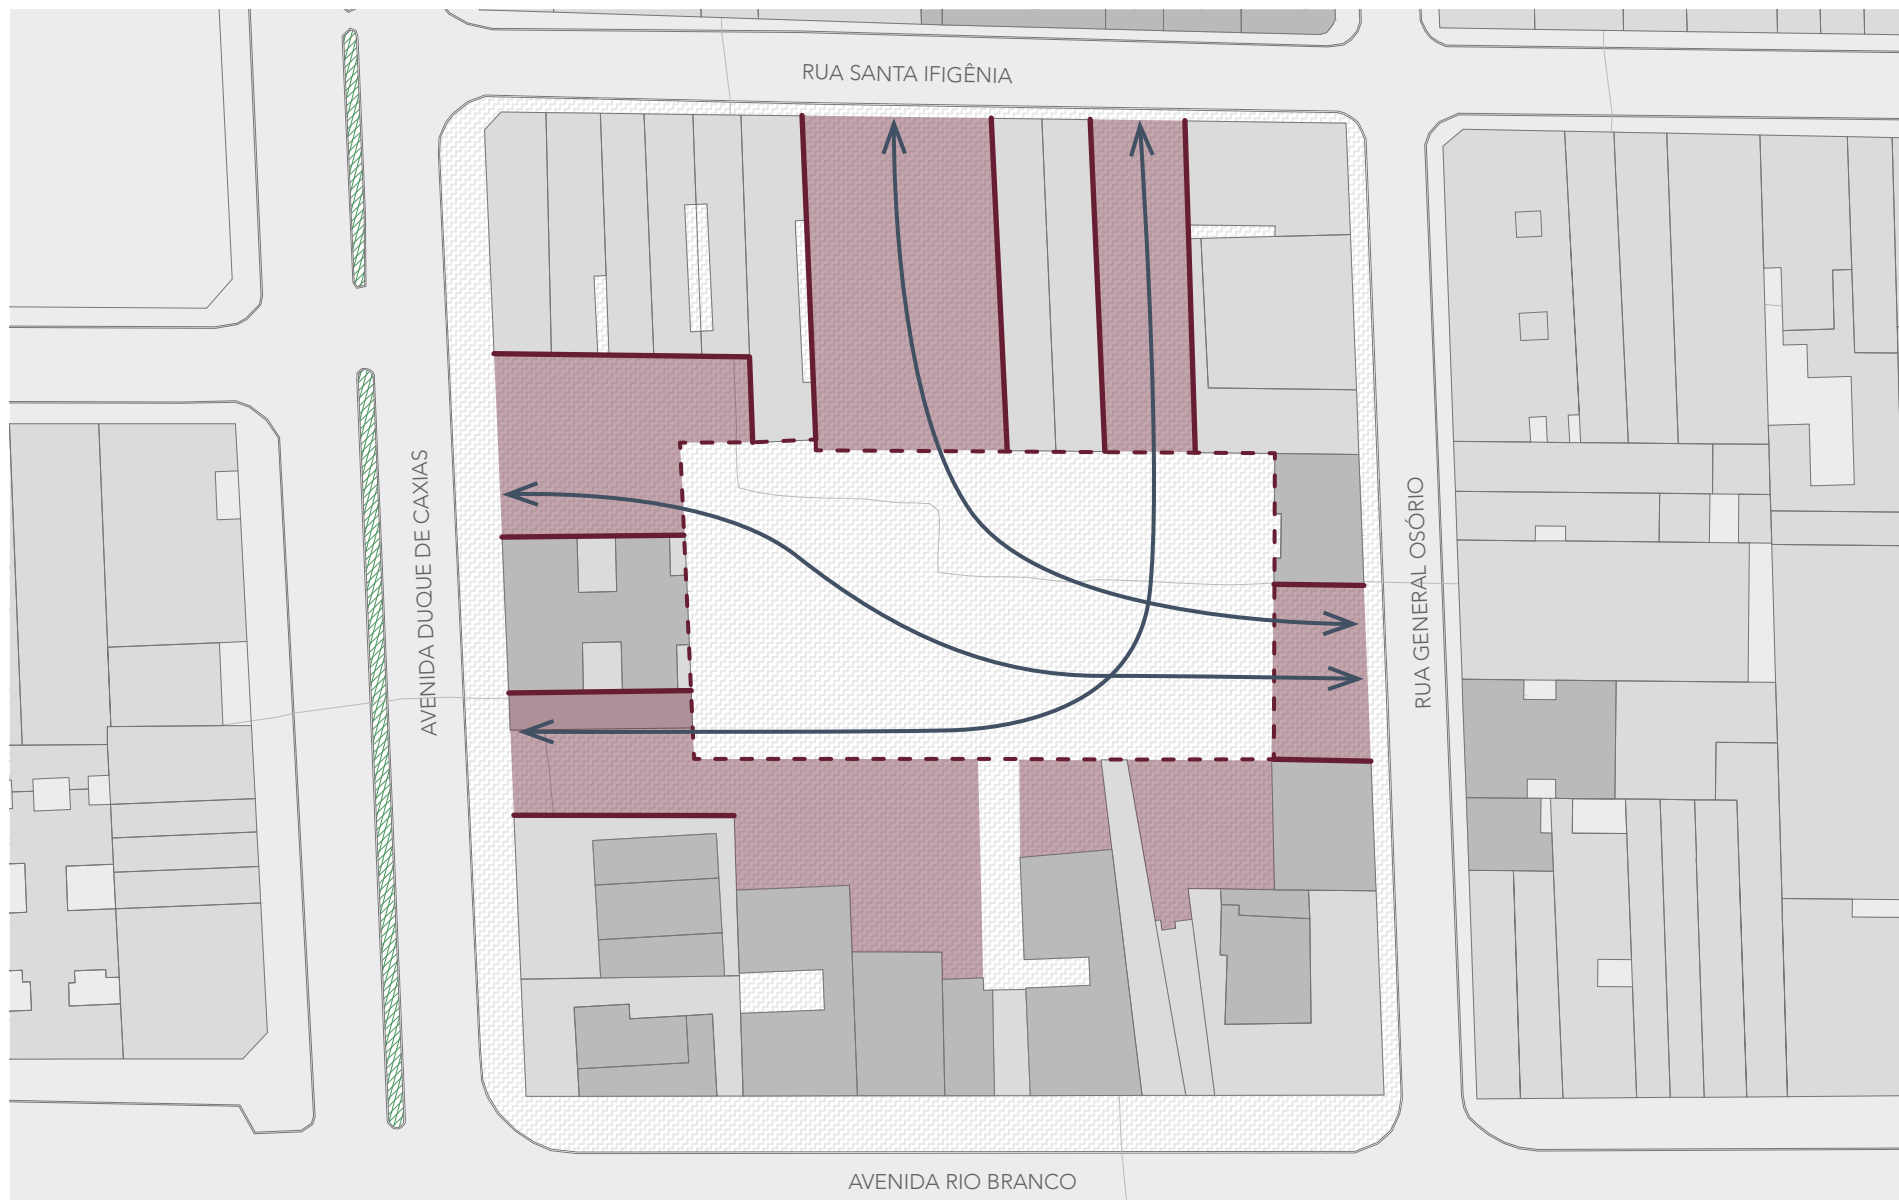 RUA SANTA IFIGÊNIA
AVENIDA DUQUE DE CAXIAS
RUA GENERAL OSÓRIO
AVENIDA RIO BRANCO